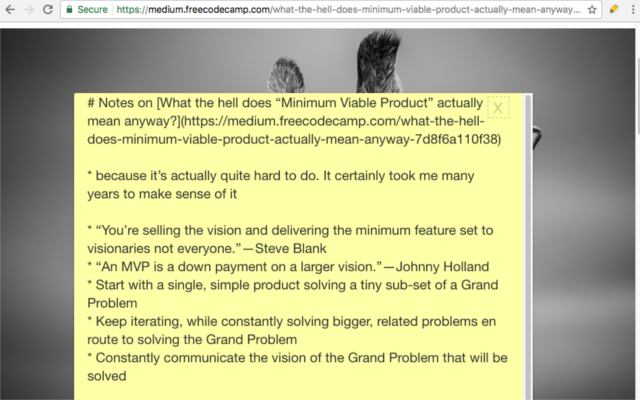 Secure
https://medium.freecodecamp.com/what-the-hell-does-minimum-viable-product-actually-mean-anyway...
# Notes on [What the hell does “Minimum Viable Product” actually
X
mean anyway?](https://medium.freecodecamp.com/what-the-hell-
does-minimum-viable-product-actually-mean-anyway-7d8f6a110f38)
* because it’s actually quite hard to do. It certainly took me many
years to make sense of it
* “You’re selling the vision and delivering the minimum feature set to
visionaries not everyone.”—Steve Blank
* “An MVP is a down payment on a larger vision.”—Johnny Holland
* Start with a single, simple product solving a tiny sub-set of a Grand
Problem
* Keep iterating, while constantly solving bigger, related problems en
route to solving the Grand Problem
* Constantly communicate the vision of the Grand Problem that will be
solved